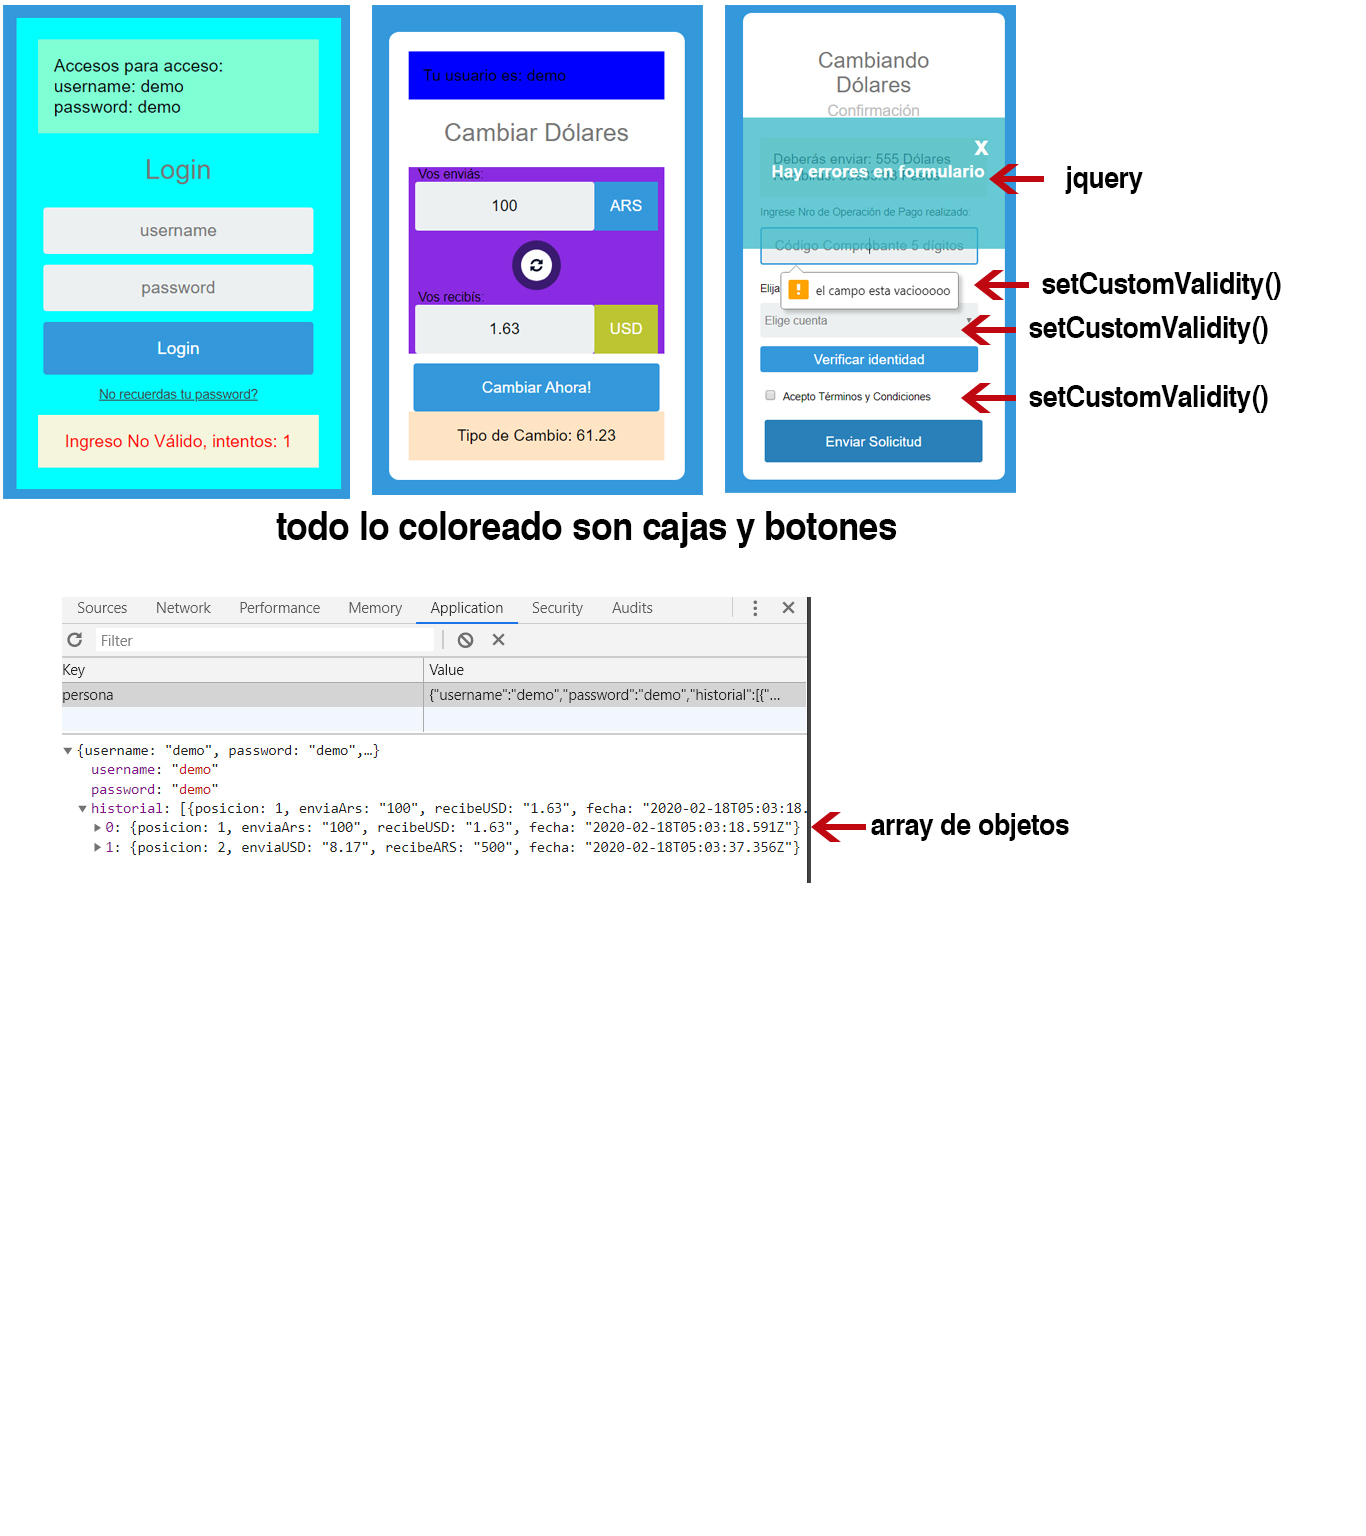 Accesos para acceso:
username: demo
password: demo
Login
username
password
Login
No recuerdas tu password?
Ingreso No Válido, intentos: 1
Tu usuario es: demo
Cambiar Dólares
Vos enviás:
100 ARS
Vos recibís:
1.63 USD
Cambiar Ahora!
Tipo de Cambio: 61.23
Cambiando
Dólares
Confirmación
X
Deberás enviar: 555 Dólares
Hay errores en formulario
Ingrese Nro de Operación de Pago realizado:
Código Comprobante 5 dígitos
Elija
el campo esta vaciooooo
Elige cuenta
Verificar identidad
Acepto Términos y Condiciones
Enviar Solicitud
jquery
setCustomValidity()
setCustomValidity()
setCustomValidity()
todo lo coloreado son cajas y botones
Sources Network Performance Memory Application Security Audits
Filter
Key Value
persona {"username":"demo","password":"demo","historial":[{"...
{username: "demo", password: "demo",…}
username: "demo"
password: "demo"
historial: [{posicion: 1, enviaArs: "100", recibeUSD: "1.63", fecha: "2020-02-18T05:03:18.
0: {posicion: 1, enviaArs: "100", recibeUSD: "1.63", fecha: "2020-02-18T05:03:18.591Z"}
1: {posicion: 2, enviaUSD: "8.17", recibeARS: "500", fecha: "2020-02-18T05:03:37.356Z"}
array de objetos